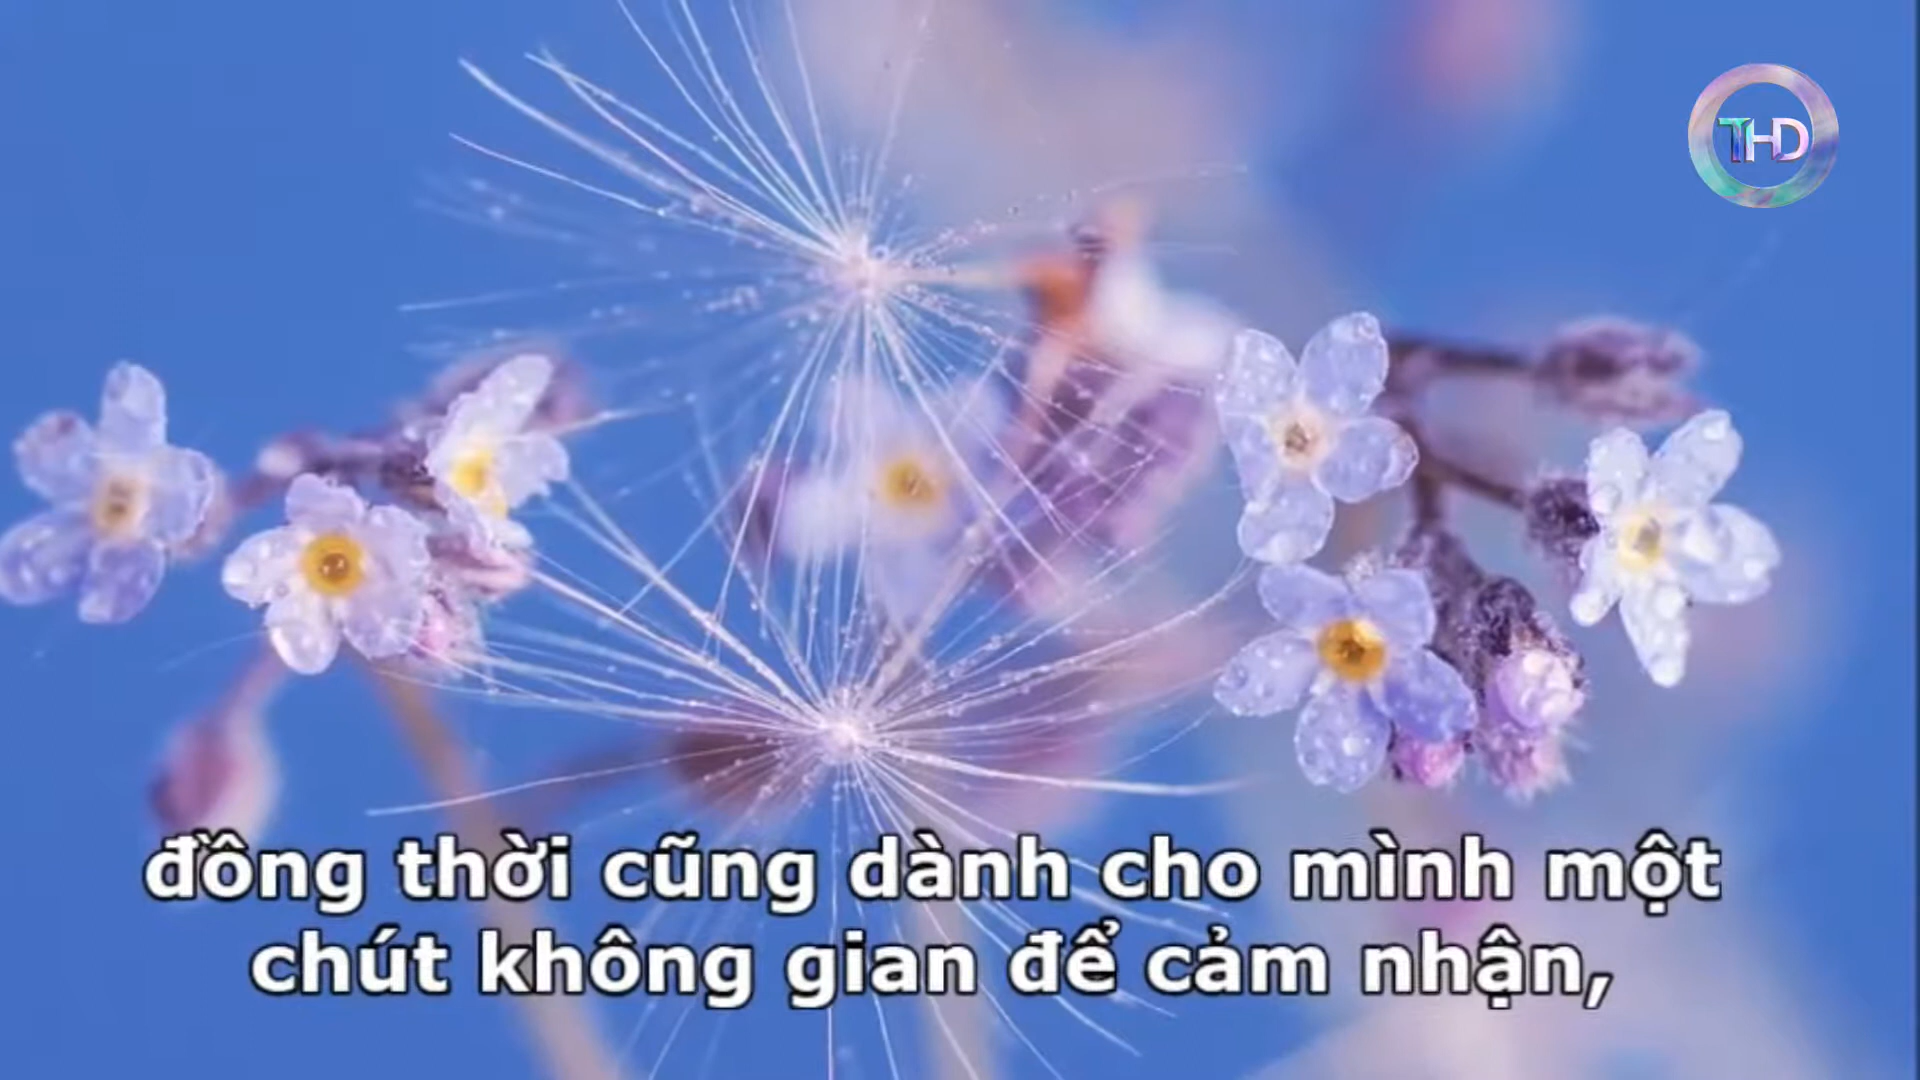 THD
đồng thời cũng dành cho mình một
chút không gian để cảm nhận,